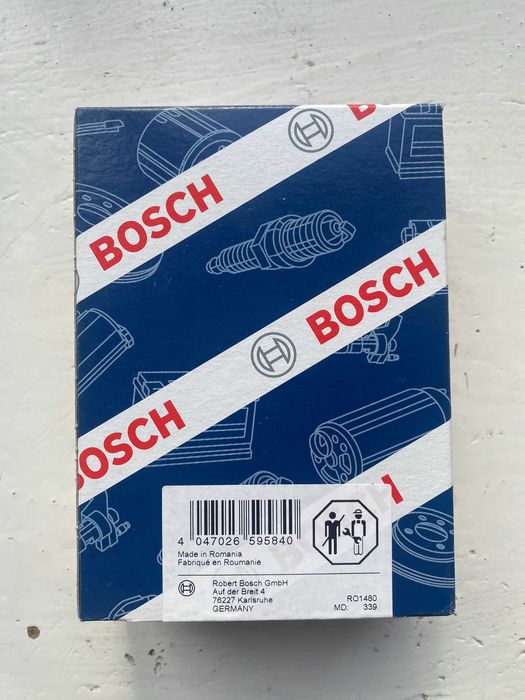 BOSCH
BOSCH
BOSCH
4 047026 595840
Made in Romania
Fabriqué en Roumanie
Robert Bosch GmbH
Auf der Breit 4
76227 Karlsruhe
GERMANY
RO1480
MD. 339